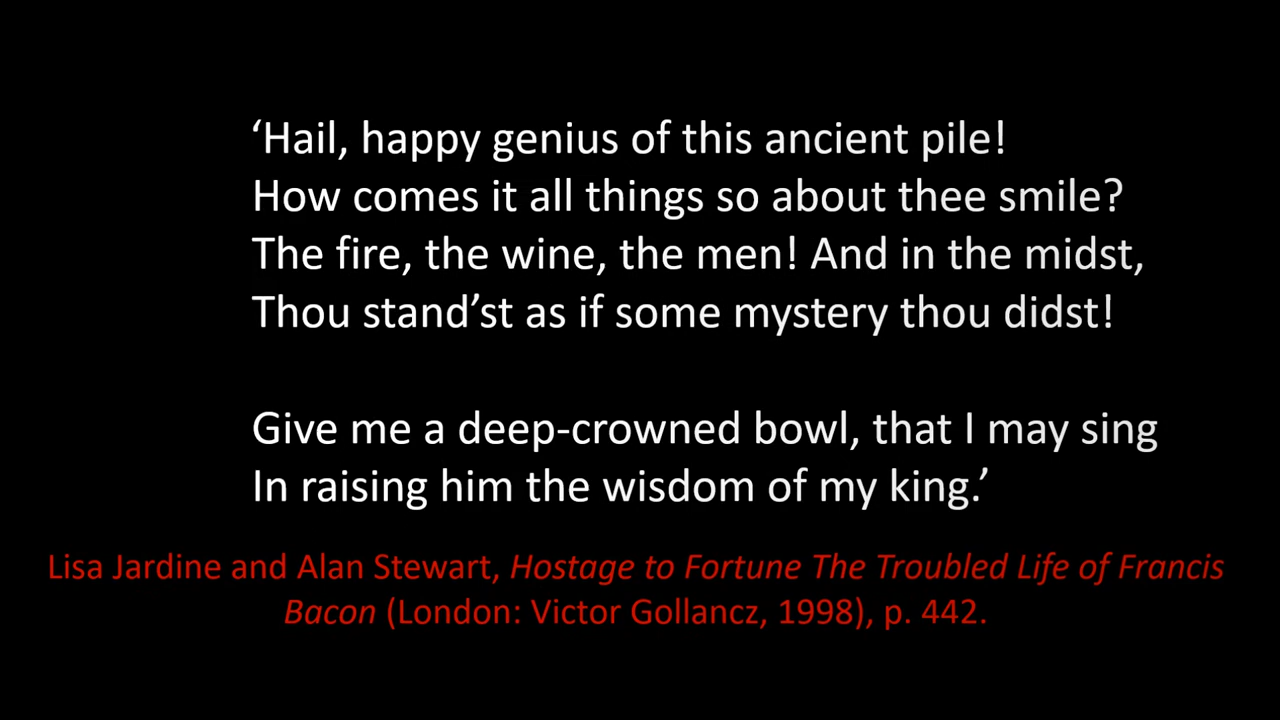 ‘Hail, happy genius of this ancient pile!
How comes it all things so about thee smile?
The fire, the wine, the men! And in the midst,
Thou stand’st as if some mystery thou didst!
Give me a deep-crowned bowl, that I may sing
In raising him the wisdom of my king.’
Lisa Jardine and Alan Stewart, Hostage to Fortune The Troubled Life of Francis
Bacon (London: Victor Gollancz, 1998), p. 442.